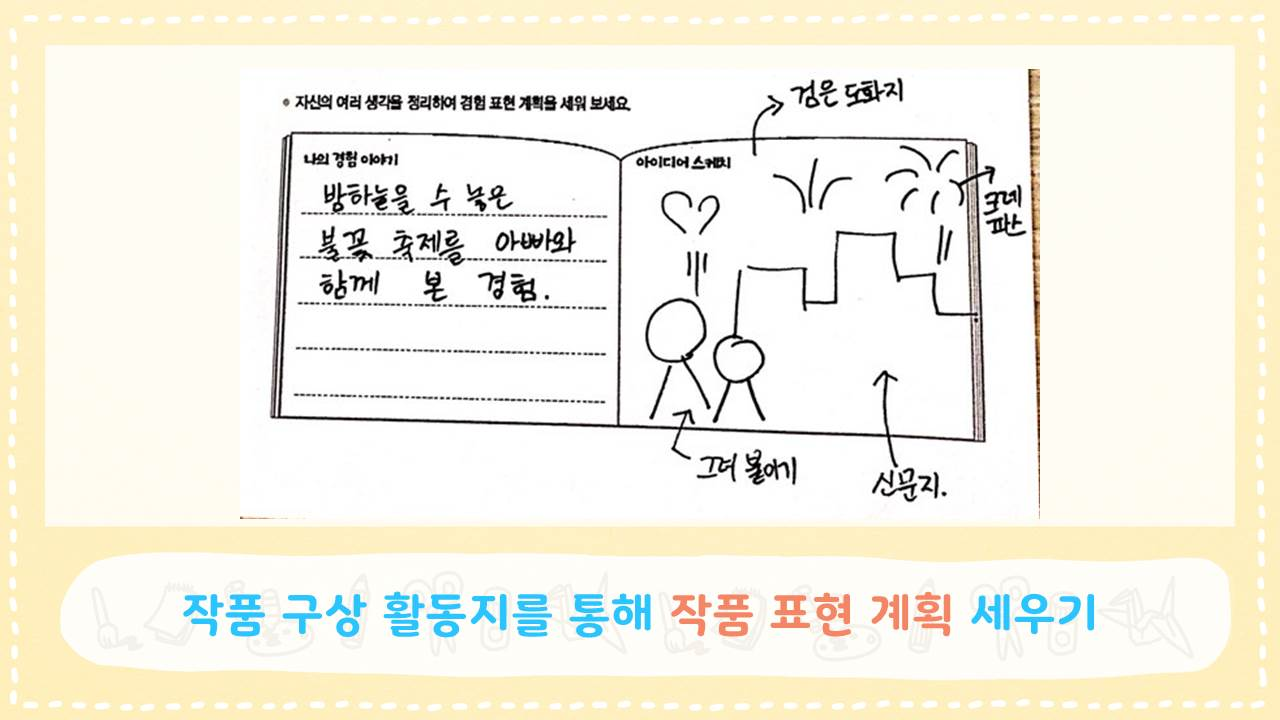 자신의 여러 생각을 정리하여 경험 표현 계획을 세워 보세요.
나의 경험 이야기
밤하늘을 수 놓은
불꽃 축제를 아빠와
함께 본 경험.
아이디어 스케치
검은 도화지
크레
파스
그려 붙이기
신문지.
작품 구상 활동지를 통해 작품 표현 계획 세우기